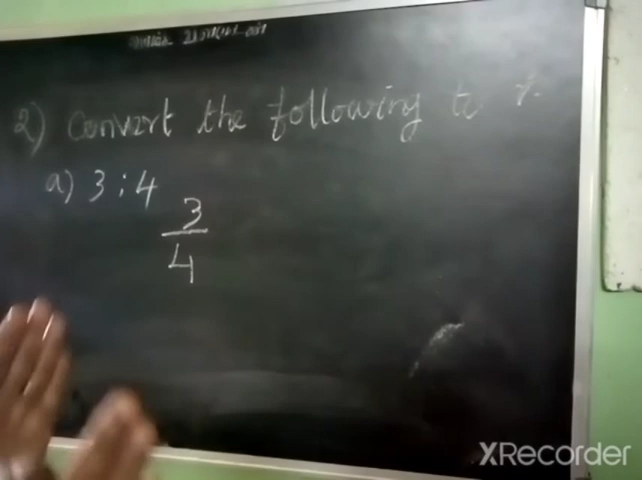 2) Convert the following to %.
a) 3 : 4
3
4
XRecorder